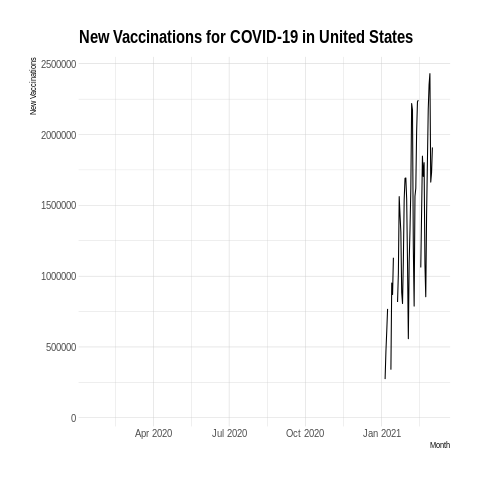 New Vaccinations for COVID-19 in United States
New Vaccinations
2500000
2000000
1500000
1000000
500000
0
Apr 2020 Jul 2020 Oct 2020 Jan 2021
Month